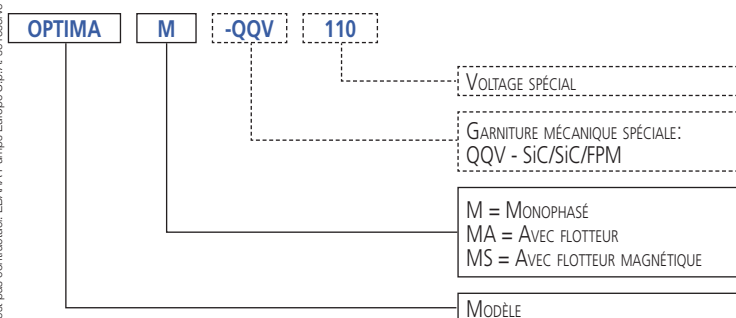 OPTIMA M -QQV 110
VOLTAGE SPÉCIAL
GARNITURE MÉCANIQUE SPÉCIALE:
QQV - SiC/SiC/FPM
M = MONOPHASÉ
MA = AVEC FLOTTEUR
MS = AVEC FLOTTEUR MAGNÉTIQUE
MODÈLE